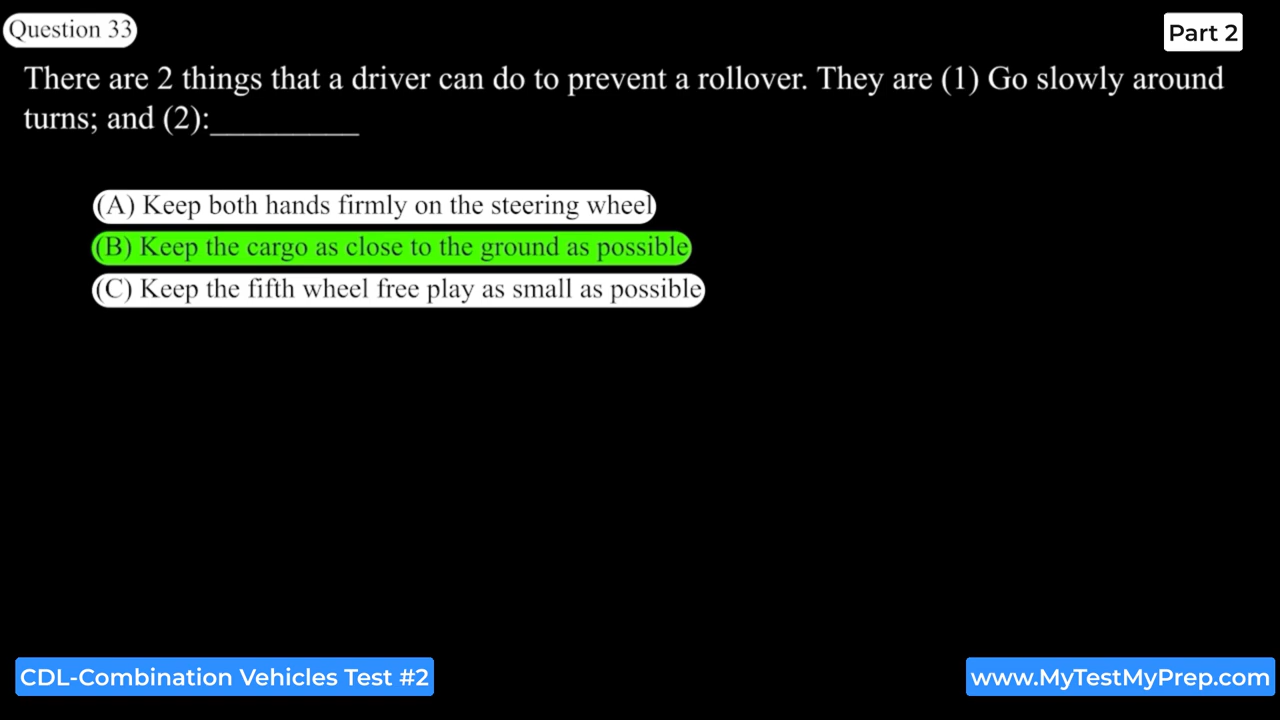 Question 33
Part 2
There are 2 things that a driver can do to prevent a rollover. They are (1) Go slowly around
turns; and (2):_________
(A) Keep both hands firmly on the steering wheel
(B) Keep the cargo as close to the ground as possible
(C) Keep the fifth wheel free play as small as possible
CDL-Combination Vehicles Test #2
www.MyTestMyPrep.com